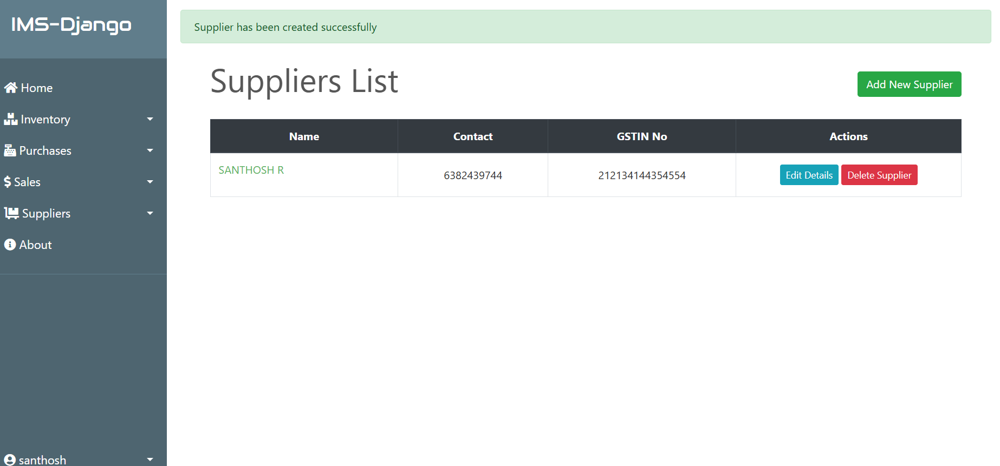 IMS-Django
Home
Inventory
Purchases
Sales
Suppliers
About
santhosh
Supplier has been created successfully
Suppliers List
Add New Supplier
Name Contact GSTIN No Actions
SANTHOSH R 6382439744 212134144354554 Edit Details Delete Supplier